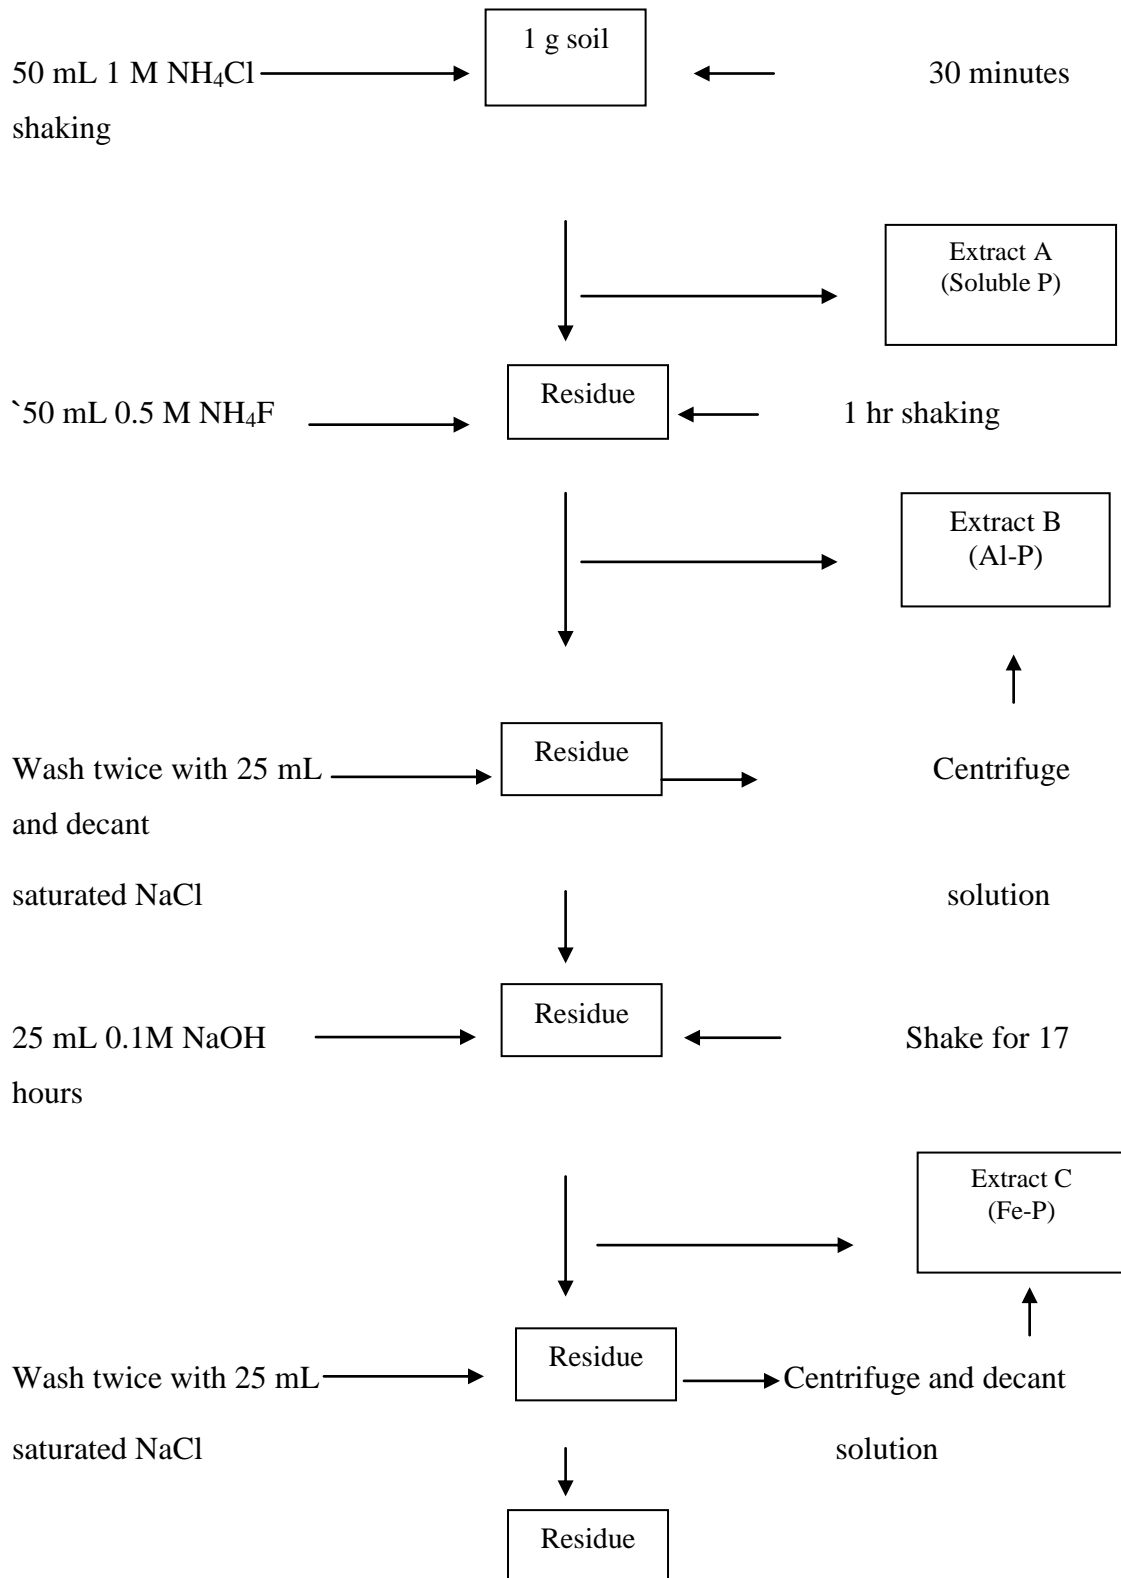 1 g soil
50 mL 1 M NH₄Cl 30 minutes
shaking
Extract A
(Soluble P)
Residue
`50 mL 0.5 M NH₄F 1 hr shaking
Extract B
(Al-P)
Residue
Wash twice with 25 mL Centrifuge
and decant
saturated NaCl solution
Residue
25 mL 0.1M NaOH Shake for 17
hours
Extract C
(Fe-P)
Residue
Wash twice with 25 mL Centrifuge and decant
saturated NaCl solution
Residue